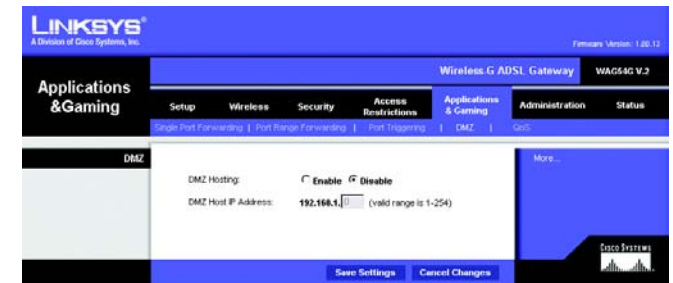 LINKSYS®
A Division of Cisco Systems, Inc.
Firmware Version: 1.00.12
Wireless-G ADSL Gateway WAG54G V.2
Applications
&Gaming
Setup Wireless Security Access Restrictions Applications & Gaming Administration Status
Single Port Forwarding | Port Range Forwarding | Port Triggering | DMZ | QoS
DMZ
More...
DMZ Hosting: Enable Disable
DMZ Host IP Address: 192.168.1. 0 (valid range is 1-254)
CISCO SYSTEMS
Save Settings Cancel Changes